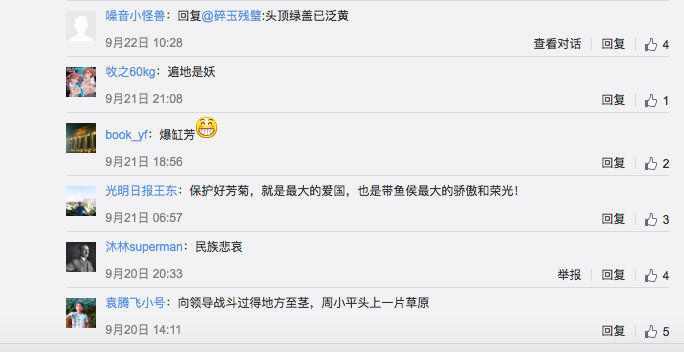 噪音小怪兽：回复@碎玉残璧:头顶绿盖已泛黄
9月22日 10:28 查看对话 回复 4
牧之60kg：遍地是妖
9月21日 21:08 回复 1
book_yf：爆缸芳
9月21日 18:56 回复 2
光明日报王东：保护好芳菊，就是最大的爱国，也是带鱼侯最大的骄傲和荣光！
9月21日 06:57 回复 3
沐林superman：民族悲哀
9月20日 20:33 举报 回复 4
袁腾飞小号：向领导战斗过得地方至茎，周小平头上一片草原
9月20日 14:11 回复 5